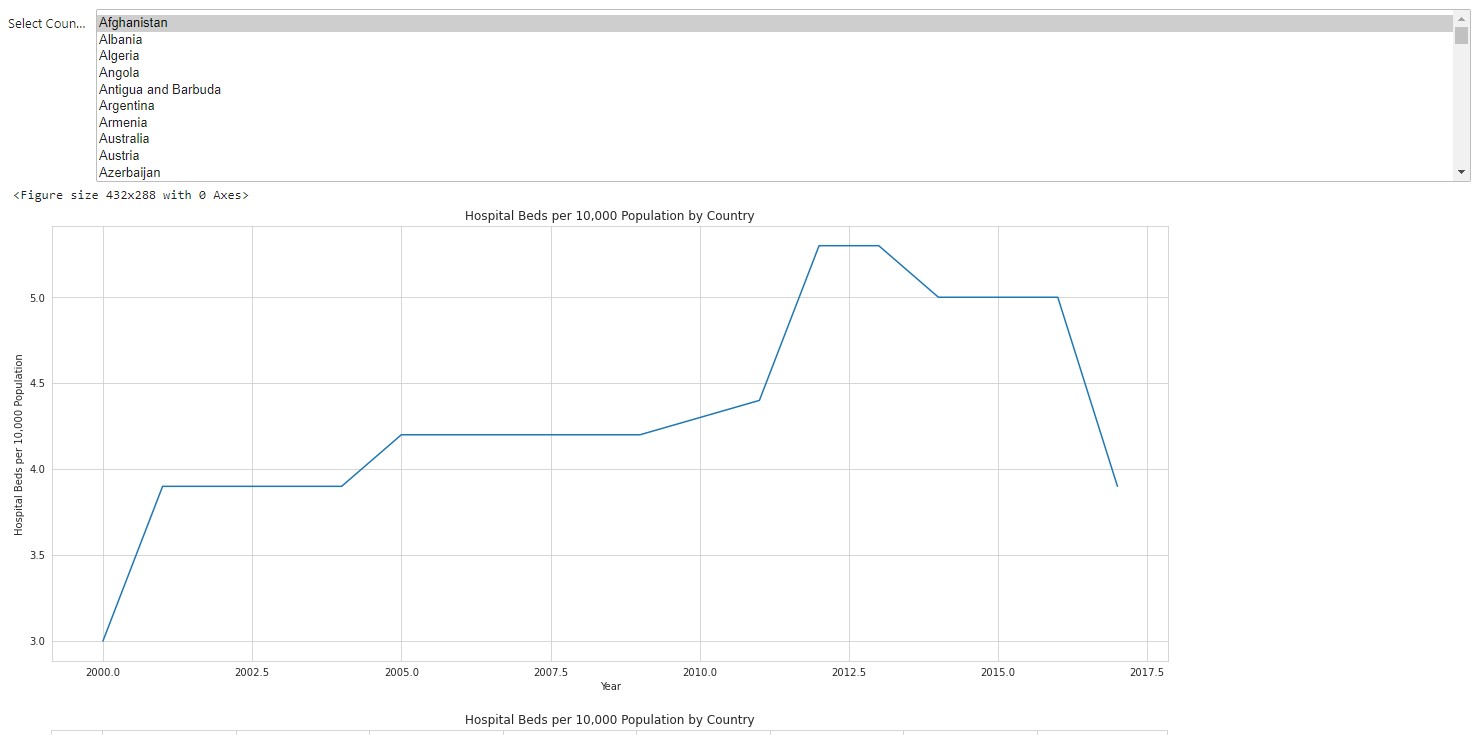 Select Coun...
Afghanistan
Albania
Algeria
Angola
Antigua and Barbuda
Argentina
Armenia
Australia
Austria
Azerbaijan
<Figure size 432x288 with 0 Axes>
Hospital Beds per 10,000 Population by Country
Hospital Beds per 10,000 Population
5.0
4.5
4.0
3.5
3.0
2000.0 2002.5 2005.0 2007.5 2010.0 2012.5 2015.0 2017.5
Year
Hospital Beds per 10,000 Population by Country